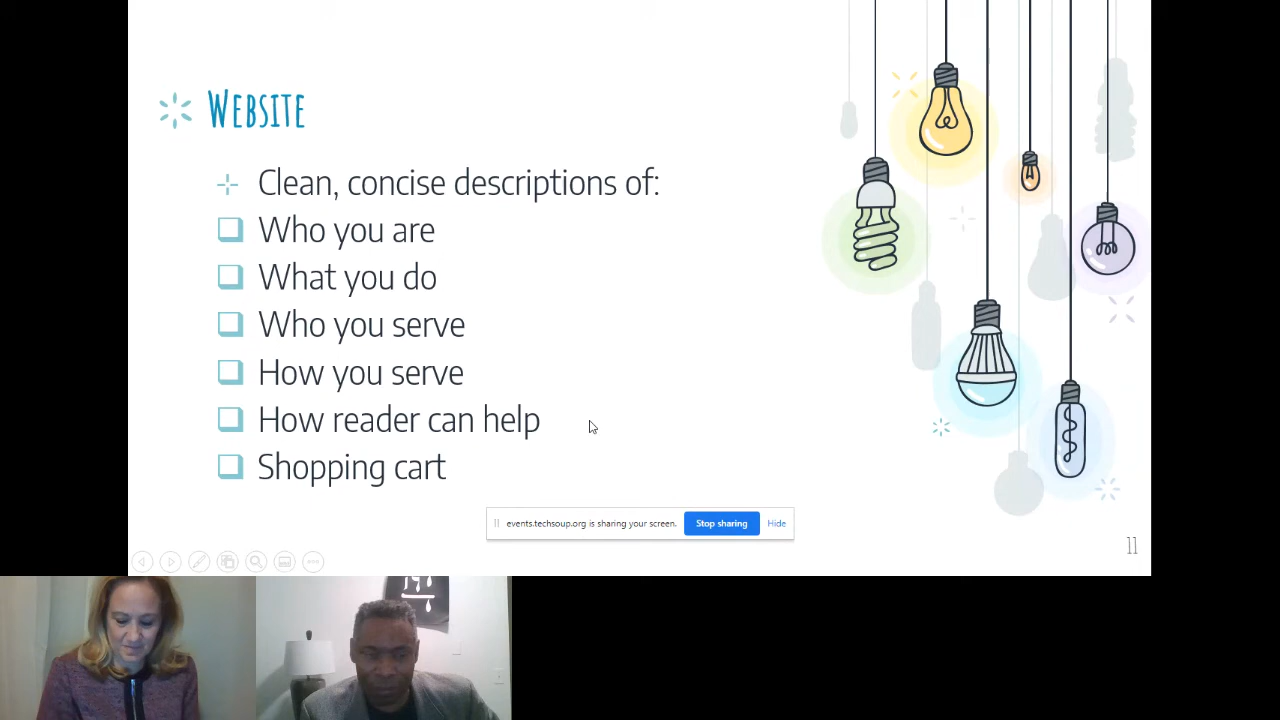 Website
Clean, concise descriptions of:
Who you are
What you do
Who you serve
How you serve
How reader can help
Shopping cart
events.techsoup.org is sharing your screen. Stop sharing Hide
11